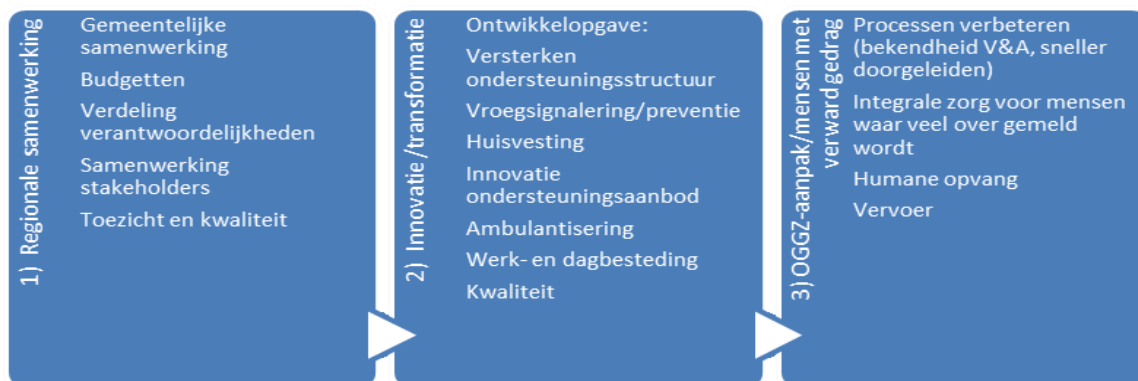 1) Regionale samenwerking
Gemeentelijke
samenwerking
Budgetten
Verdeling
verantwoordelijkheden
Samenwerking
stakeholders
Toezicht en kwaliteit
2) Innovatie/transformatie
Ontwikkelopgave:
Versterken
ondersteuningsstructuur
Vroegsignalering/preventie
Huisvesting
Innovatie
ondersteuningsaanbod
Ambulantisering
Werk- en dagbesteding
Kwaliteit
3) OGGZ-aanpak/mensen met
verward gedrag
Processen verbeteren
(bekendheid V&A, sneller
doorgeleiden)
Integrale zorg voor mensen
waar veel over gemeld
wordt
Humane opvang
Vervoer